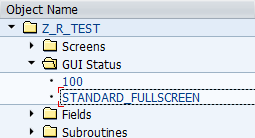 Object Name
Z_R_TEST
Screens
GUI Status
100
STANDARD_FULLSCREEN
Fields
Subroutines